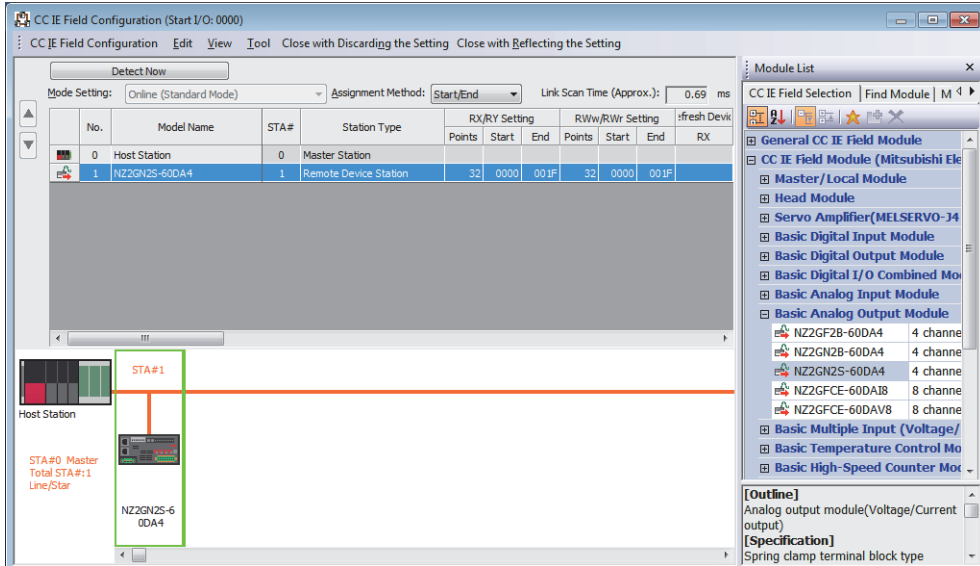 CC IE Field Configuration (Start I/O: 0000)
CC IE Field Configuration Edit View Tool Close with Discarding the Setting Close with Reflecting the Setting
Detect Now
Mode Setting: Online (Standard Mode) Assignment Method: Start/End Link Scan Time (Approx.): 0.69 ms
No. Model Name STA# Station Type RX/RY Setting RWw/RWr Setting efresh Devic
Points Start End Points Start End RX
0 Host Station 0 Master Station
1 NZ2GN2S-60DA4 1 Remote Device Station 32 0000 001F 32 0000 001F
STA#1
Host Station
STA#0 Master
Total STA#:1
Line/Star
NZ2GN2S-6
0DA4
Module List
CC IE Field Selection Find Module M
General CC IE Field Module
CC IE Field Module (Mitsubishi Ele
Master/Local Module
Head Module
Servo Amplifier(MELSERVO-J4
Basic Digital Input Module
Basic Digital Output Module
Basic Digital I/O Combined Mo
Basic Analog Input Module
Basic Analog Output Module
NZ2GF2B-60DA4 4 channe
NZ2GN2B-60DA4 4 channe
NZ2GN2S-60DA4 4 channe
NZ2GFCE-60DAI8 8 channe
NZ2GFCE-60DAV8 8 channe
Basic Multiple Input (Voltage/
Basic Temperature Control Mo
Basic High-Speed Counter Mod
[Outline]
Analog output module(Voltage/Current
output)
[Specification]
Spring clamp terminal block type